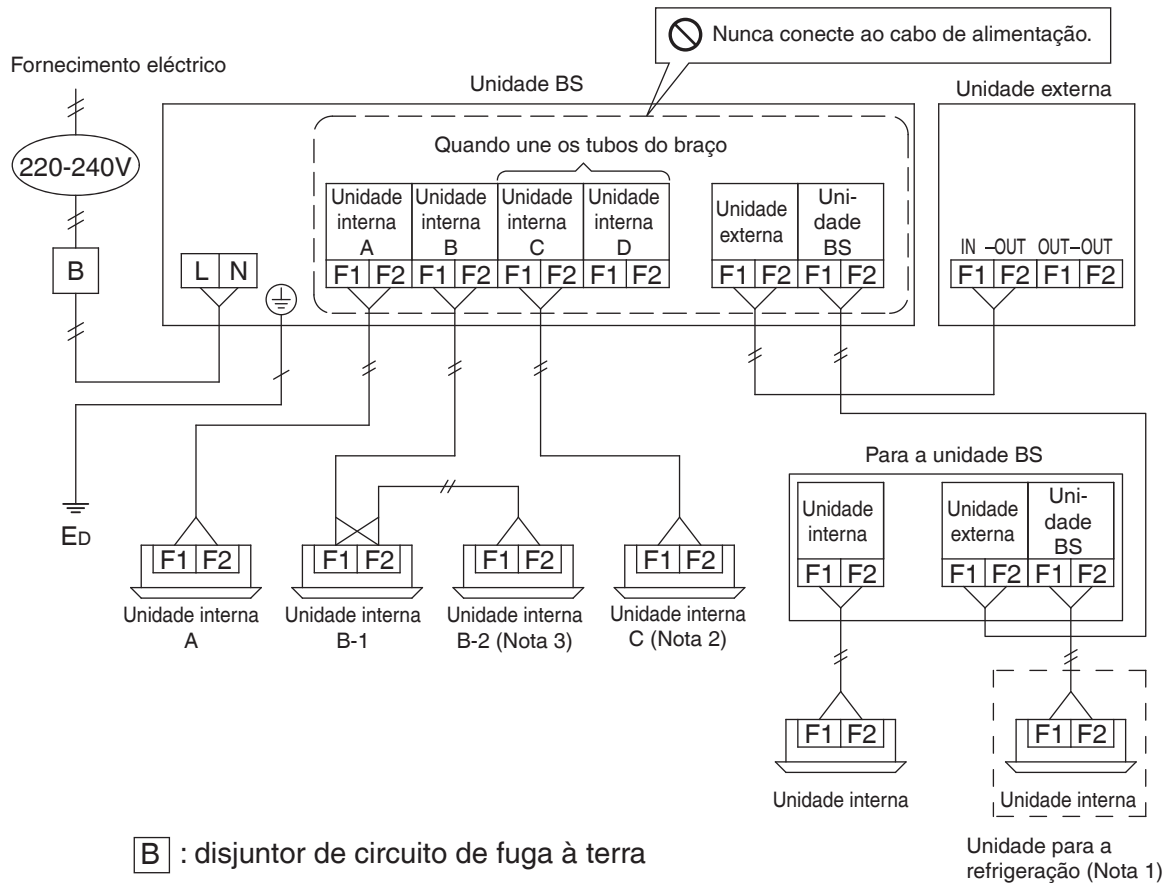 Nunca conecte ao cabo de alimentação.
Fornecimento eléctrico
Unidade BS
Unidade externa
220-240V
Quando une os tubos do braço
Unidade
interna
A
Unidade
interna
B
Unidade
interna
C
Unidade
interna
D
Unidade
externa
Uni-
dade
BS
IN –OUT OUT–OUT
B
L N
F1 F2 F1 F2 F1 F2 F1 F2
F1 F2 F1 F2
F1 F2 F1 F2
Para a unidade BS
Unidade
interna
Unidade
externa
Uni-
dade
BS
F1 F2
F1 F2 F1 F2
ED
F1 F2
F1 F2
F1 F2
F1 F2
Unidade interna
A
Unidade interna
B-1
Unidade interna
B-2 (Nota 3)
Unidade interna
C (Nota 2)
F1 F2
F1 F2
Unidade interna
Unidade interna
Unidade para a
refrigeração (Nota 1)
B : disjuntor de circuito de fuga à terra